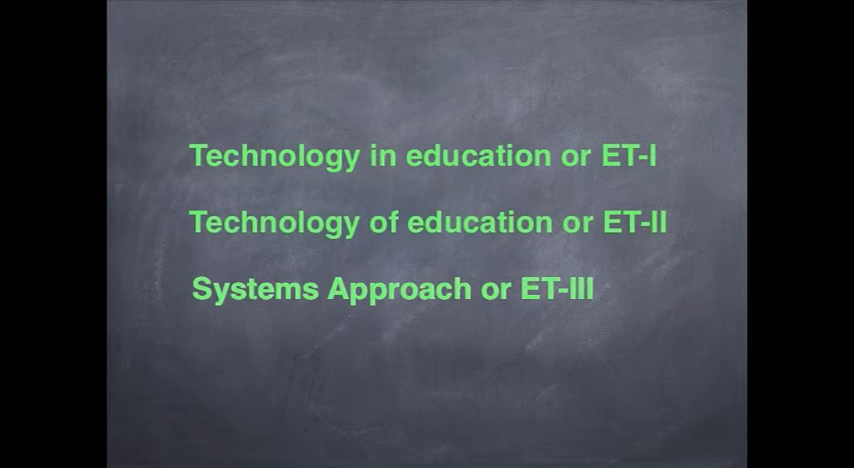 Technology in education or ET-I
Technology of education or ET-II
Systems Approach or ET-III